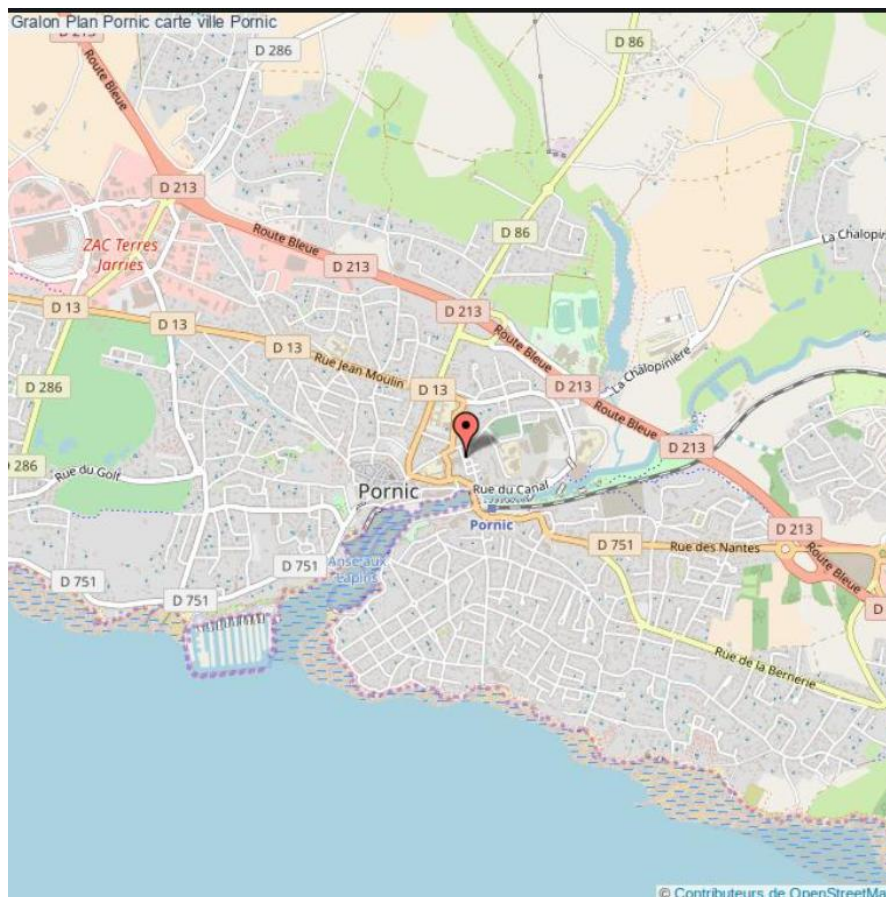 Gralon Plan Pornic carte ville Pornic
D 213
D 286
D 86
Route Bleue
D 213
ZAC Terres
Jarries
Route Bleue
D 86
La Chalopin
D 213
D 13
D 13
D 213
D 13
Rue Jean Moulin
Route Bleue
D 286
D 13
D 213
La Chalopinière
Route Bleue
286
Rue du Golf
D 213
Pornic
Rue du Canal
Pornic
D 213
D 751
D 751
Anse aux
Lapins
D 751
Rue des Nantes
Route Bleue
D 751
D
Rue de la Bernerie
© Contributeurs de OpenStreetMa